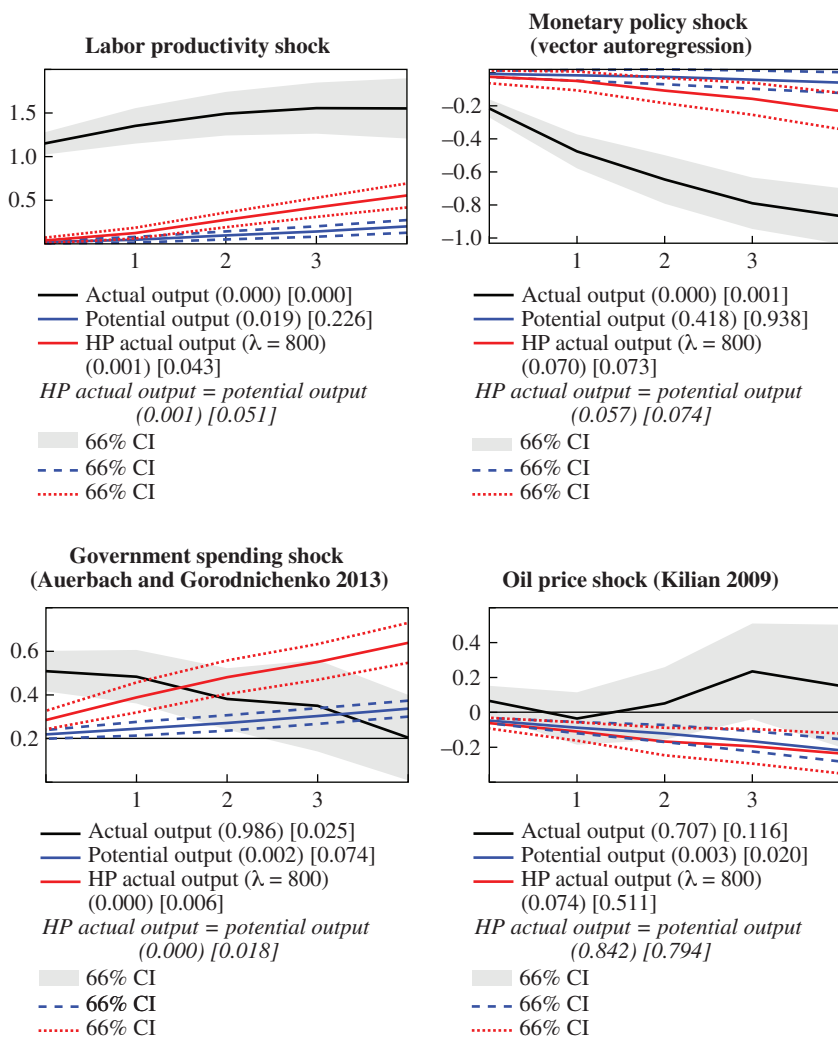 Labor productivity shock
1.5
1.0
0.5
1
2
3
Actual output (0.000) [0.000]
Potential output (0.019) [0.226]
HP actual output (λ = 800)
(0.001) [0.043]
HP actual output = potential output
(0.001) [0.051]
66% CI
66% CI
66% CI
Monetary policy shock
(vector autoregression)
−0.2
−0.4
−0.6
−0.8
−1.0
1
2
3
Actual output (0.000) [0.001]
Potential output (0.418) [0.938]
HP actual output (λ = 800)
(0.070) [0.073]
HP actual output = potential output
(0.057) [0.074]
66% CI
66% CI
66% CI
Government spending shock
(Auerbach and Gorodnichenko 2013)
0.6
0.4
0.2
1
2
3
Actual output (0.986) [0.025]
Potential output (0.002) [0.074]
HP actual output (λ = 800)
(0.000) [0.006]
HP actual output = potential output
(0.000) [0.018]
66% CI
66% CI
66% CI
Oil price shock (Kilian 2009)
0.4
0.2
0
−0.2
1
2
3
Actual output (0.707) [0.116]
Potential output (0.003) [0.020]
HP actual output (λ = 800)
(0.074) [0.511]
HP actual output = potential output
(0.842) [0.794]
66% CI
66% CI
66% CI